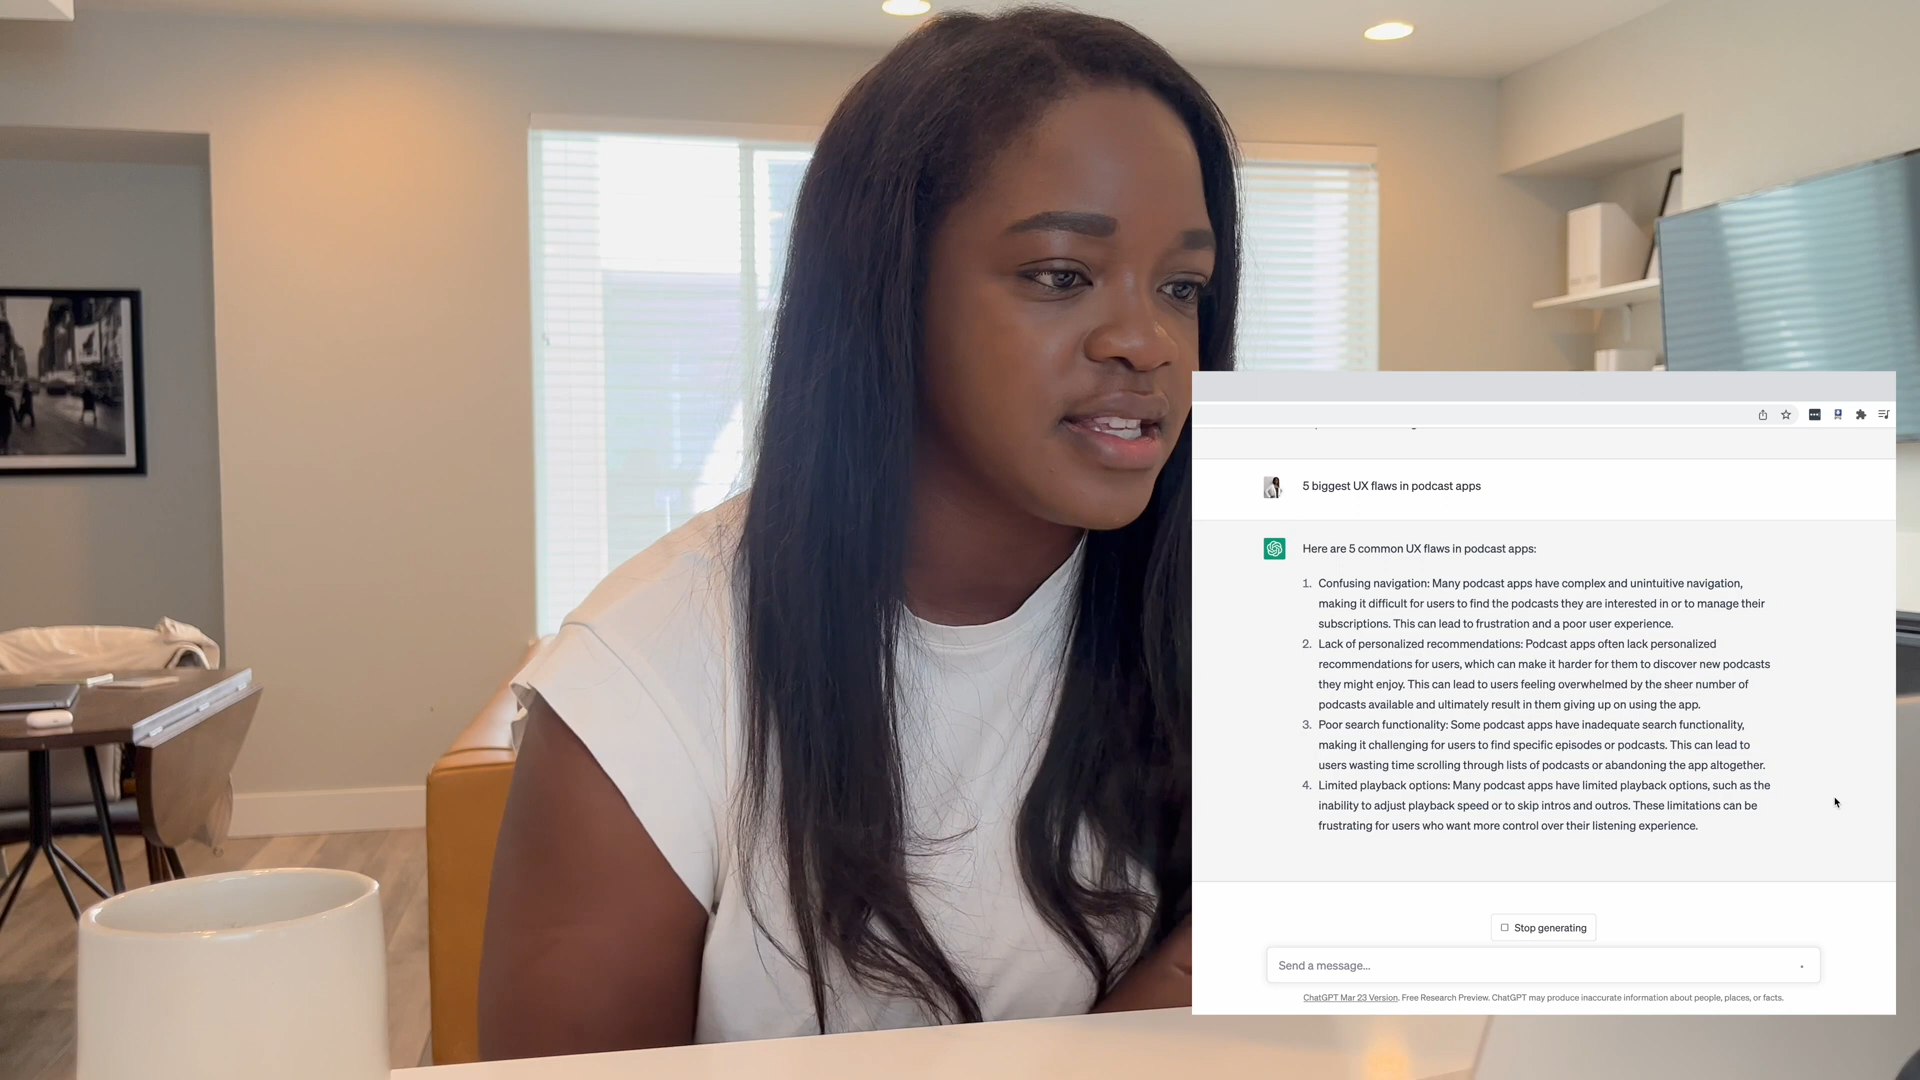 5 biggest UX flaws in podcast apps
Here are 5 common UX flaws in podcast apps:
1. Confusing navigation: Many podcast apps have complex and unintuitive navigation,
making it difficult for users to find the podcasts they are interested in or to manage their
subscriptions. This can lead to frustration and a poor user experience.
2. Lack of personalized recommendations: Podcast apps often lack personalized
recommendations for users, which can make it harder for them to discover new podcasts
they might enjoy. This can lead to users feeling overwhelmed by the sheer number of
podcasts available and ultimately result in them giving up on using the app.
3. Poor search functionality: Some podcast apps have inadequate search functionality,
making it challenging for users to find specific episodes or podcasts. This can lead to
users wasting time scrolling through lists of podcasts or abandoning the app altogether.
4. Limited playback options: Many podcast apps have limited playback options, such as the
inability to adjust playback speed or to skip intros and outros. These limitations can be
frustrating for users who want more control over their listening experience.
Stop generating
Send a message...
ChatGPT Mar 23 Version. Free Research Preview. ChatGPT may produce inaccurate information about people, places, or facts.